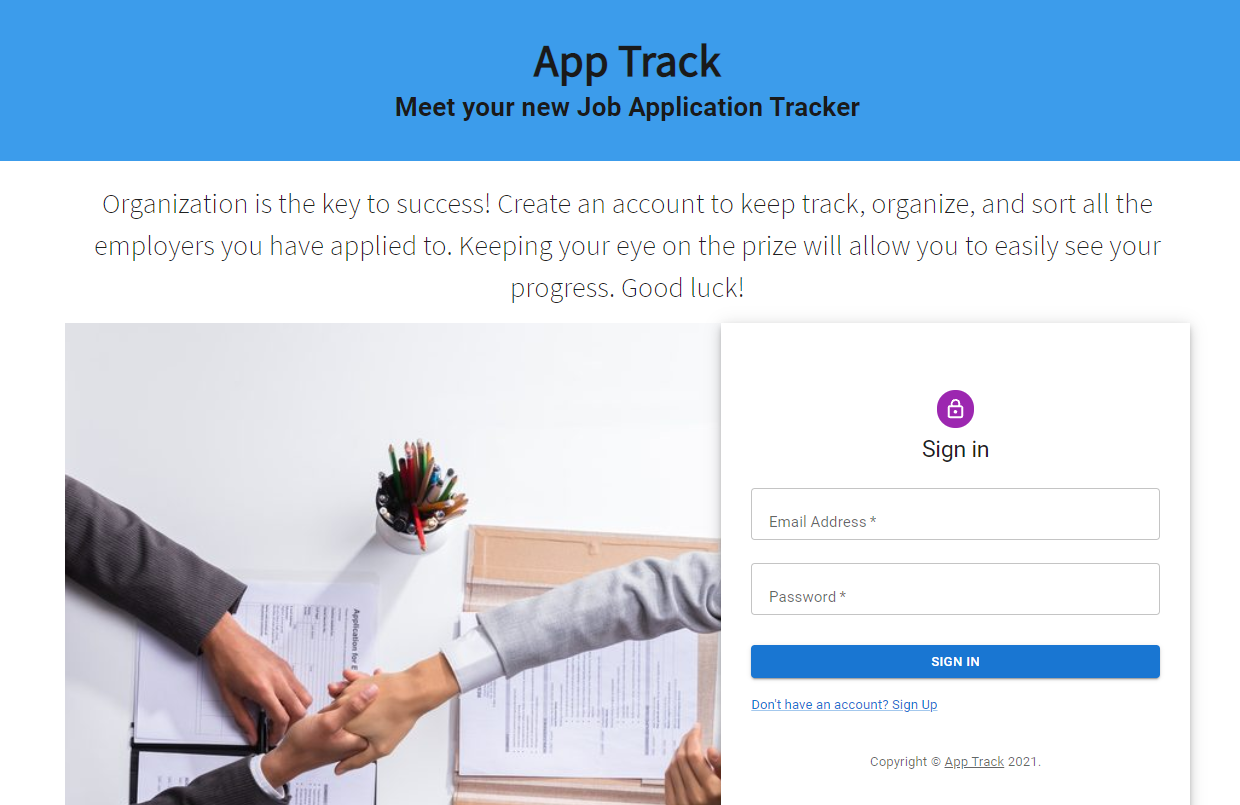 App Track
Meet your new Job Application Tracker
Organization is the key to success! Create an account to keep track, organize, and sort all the
employers you have applied to. Keeping your eye on the prize will allow you to easily see your
progress. Good luck!
Application for E
Sign in
Email Address *
Password *
SIGN IN
Don't have an account? Sign Up
Copyright © App Track 2021.